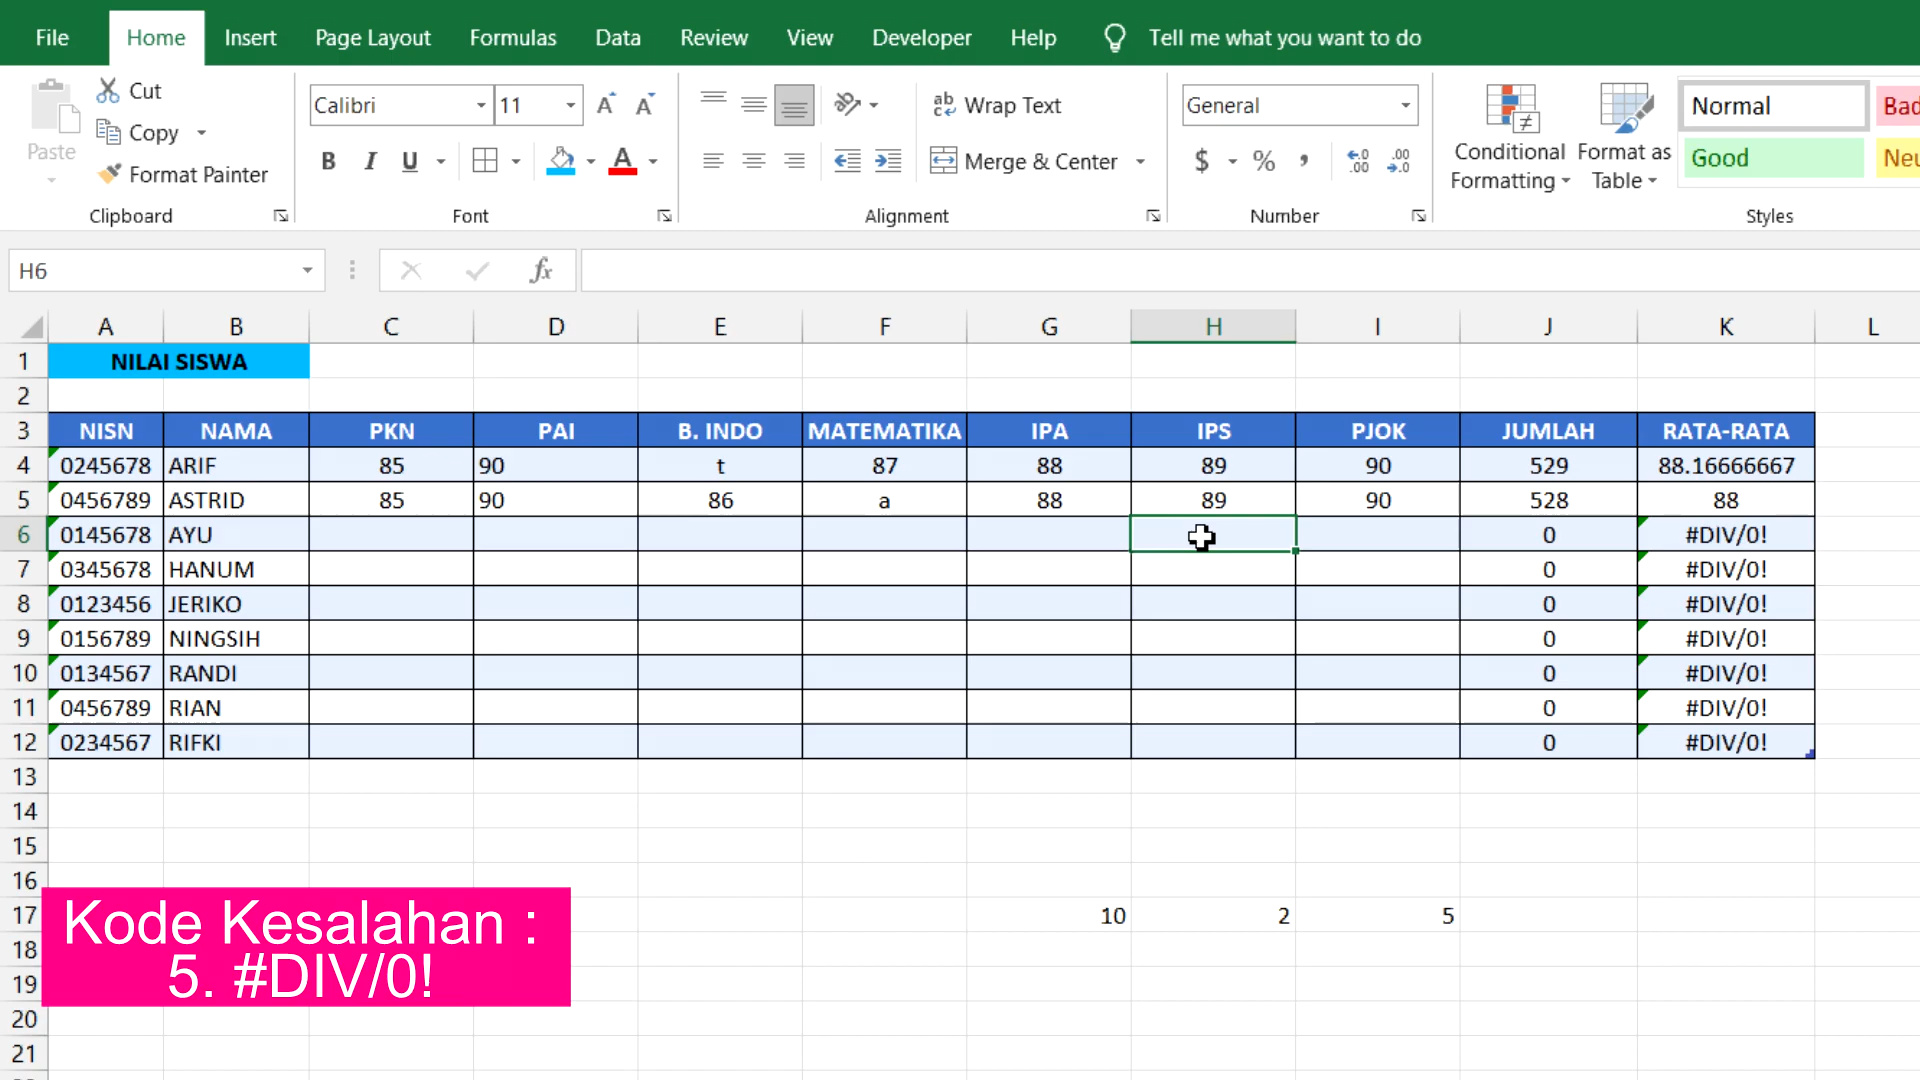 File Home Insert Page Layout Formulas Data Review View Developer Help Tell me what you want to do
Paste
Cut
Copy
Format Painter
Clipboard
Calibri 11
B I U
Font
Wrap Text
Merge & Center
Alignment
General
$ % ,
Number
Conditional Formatting
Format as Table
Normal Bad
Good Neu
Styles
H6 fx
A B C D E F G H I J K L
1 NILAI SISWA
2
3 NISN NAMA PKN PAI B. INDO MATEMATIKA IPA IPS PJOK JUMLAH RATA-RATA
4 0245678 ARIF 85 90 t 87 88 89 90 529 88.16666667
5 0456789 ASTRID 85 90 86 a 88 89 90 528 88
6 0145678 AYU 0 #DIV/0!
7 0345678 HANUM 0 #DIV/0!
8 0123456 JERIKO 0 #DIV/0!
9 0156789 NINGSIH 0 #DIV/0!
10 0134567 RANDI 0 #DIV/0!
11 0456789 RIAN 0 #DIV/0!
12 0234567 RIFKI 0 #DIV/0!
13
14
15
16
17 10 2 5
18
19
20
21
Kode Kesalahan :
5. #DIV/0!